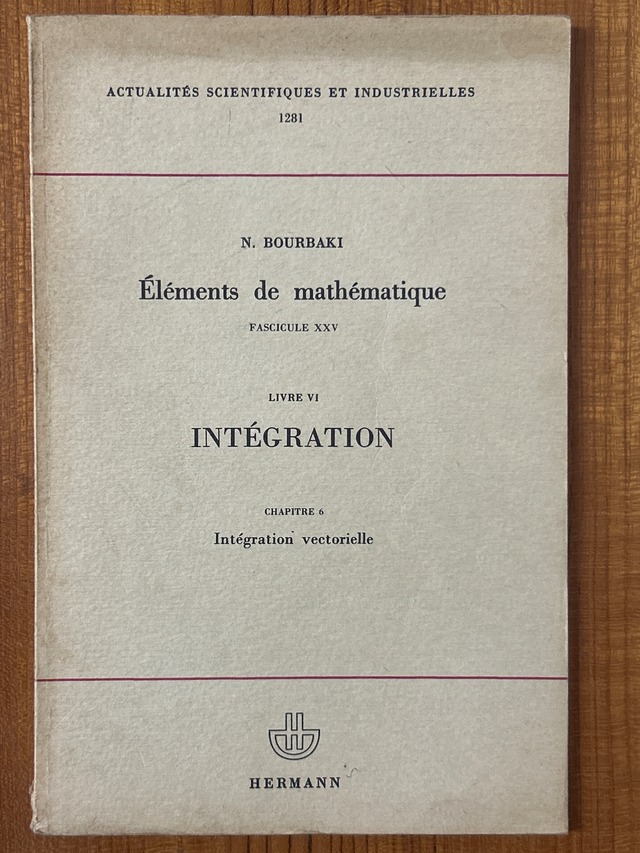 ACTUALITÉS SCIENTIFIQUES ET INDUSTRIELLES
1281
N. BOURBAKI
Éléments de mathématique
FASCICULE XXV
LIVRE VI
INTÉGRATION
CHAPITRE 6
Intégration vectorielle
HERMANN